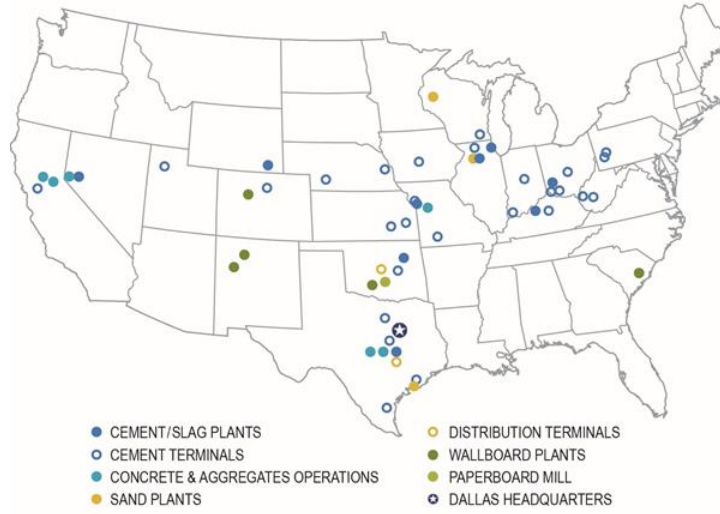 CEMENT/SLAG PLANTS
CEMENT TERMINALS
CONCRETE & AGGREGATES OPERATIONS
SAND PLANTS
DISTRIBUTION TERMINALS
WALLBOARD PLANTS
PAPERBOARD MILL
DALLAS HEADQUARTERS